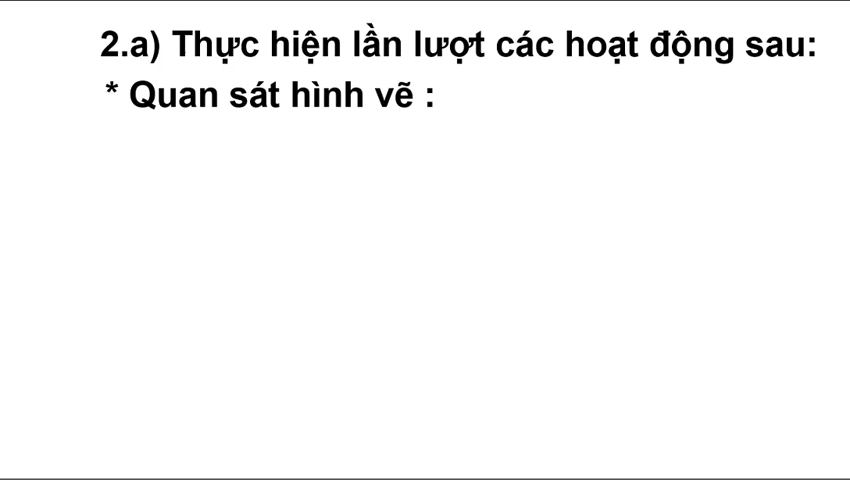 2.a) Thực hiện lần lượt các hoạt động sau:
* Quan sát hình vẽ :